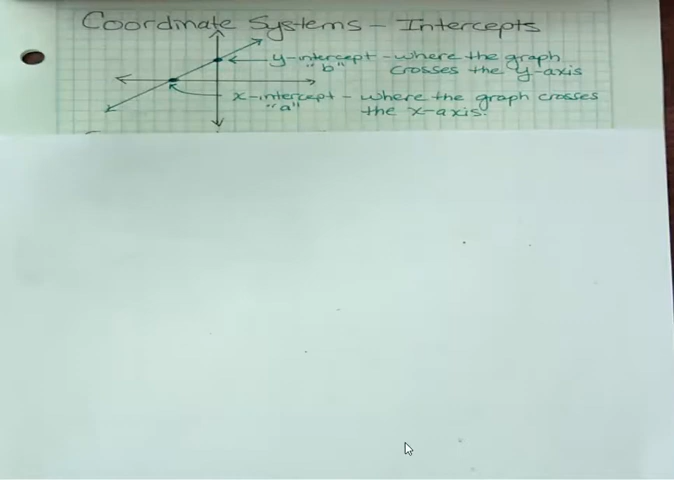 Coordinate Systems - Intercepts
y-intercept - where the graph
"b" crosses the y-axis
x-intercept - where the graph crosses
"a" the x-axis.